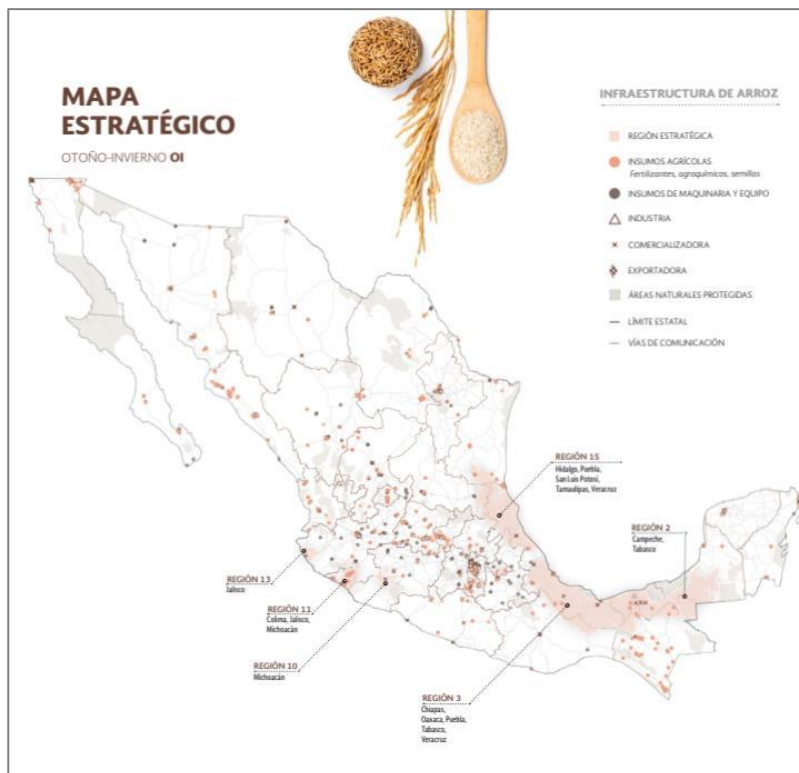 MAPA
ESTRATÉGICO
OTOÑO-INVIERNO OI
INFRAESTRUCTURA DE ARROZ
REGIÓN ESTRATÉGICA
INSUMOS AGRÍCOLAS
Fertilizantes, agroquímicos, semillas
INSUMOS DE MAQUINARIA Y EQUIPO
INDUSTRIA
COMERCIALIZADORA
EXPORTADORA
ÁREAS NATURALES PROTEGIDAS
LÍMITE ESTATAL
VÍAS DE COMUNICACIÓN
REGIÓN 15
Hidalgo, Puebla,
San Luis Potosí,
Tamaulipas, Veracruz
REGIÓN 2
Campeche,
Tabasco
REGIÓN 13
Jalisco
REGIÓN 11
Colima, Jalisco,
Michoacán
REGIÓN 10
Michoacán
REGIÓN 3
Chiapas,
Oaxaca, Puebla,
Tabasco,
Veracruz